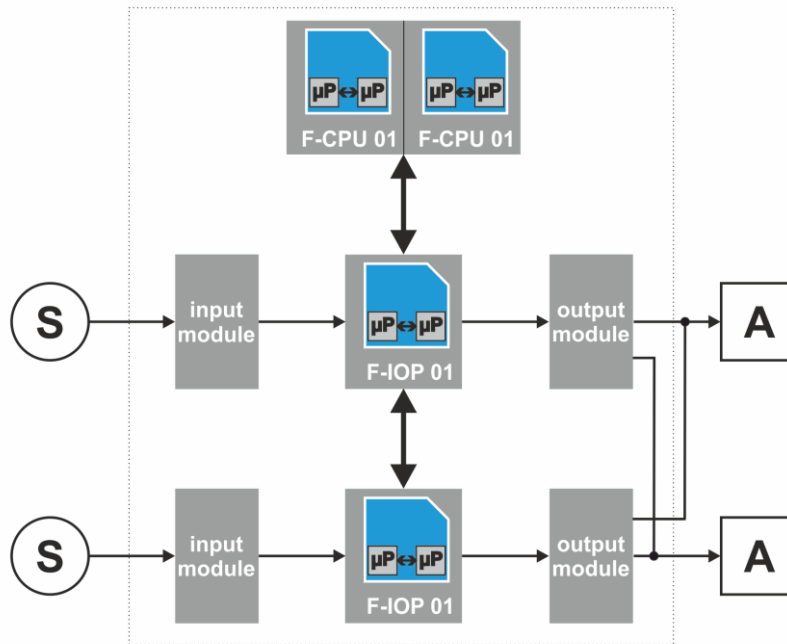 µP µP µP µP
F-CPU 01 F-CPU 01
S input module µP µP output module A
F-IOP 01
S input module µP µP output module A
F-IOP 01